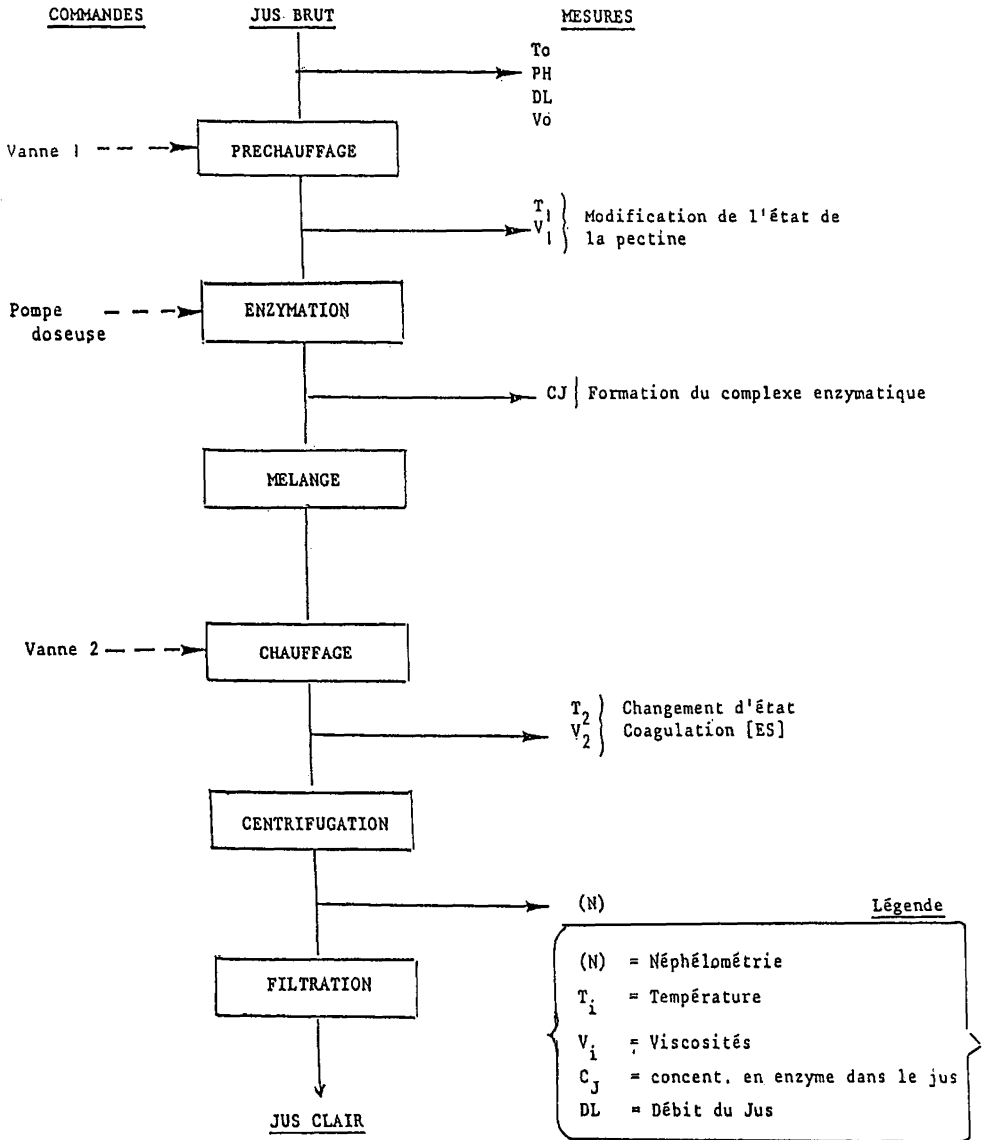 COMMANDES JUS BRUT MESURES
To
PH
DL
Vo
Vanne 1 PRECHAUFFAGE
T1
V1 Modification de l'état de
la pectine
Pompe
doseuse
ENZYMATION
CJ Formation du complexe enzymatique
MELANGE
Vanne 2 CHAUFFAGE
T2 Changement d'état
V2 Coagulation [ES]
CENTRIFUGATION
(N)
Légende
(N) = Néphélométrie
Ti = Température
Vi = Viscosités
CJ = concent. en enzyme dans le jus
DL = Débit du Jus
FILTRATION
JUS CLAIR